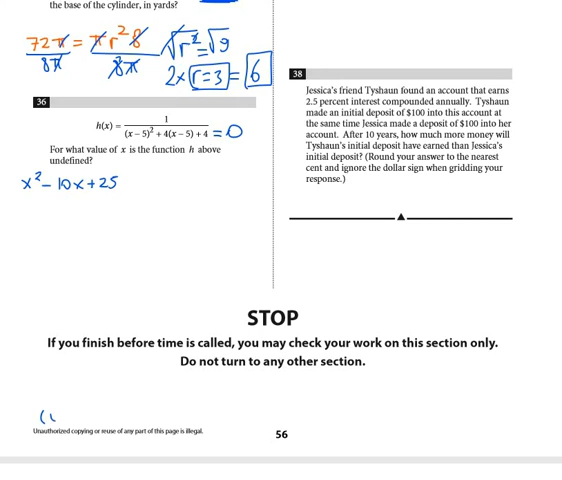 the base of the cylinder, in yards?
72π = πr²8 √r² = √9
8π 8π 2 × r = 3 = 6
36
h(x) = 1 / (x − 5)² + 4(x − 5) + 4 = 0
For what value of x is the function h above
undefined?
x² − 10x + 25
38
Jessica's friend Tyshaun found an account that earns
2.5 percent interest compounded annually. Tyshaun
made an initial deposit of $100 into this account at
the same time Jessica made a deposit of $100 into her
account. After 10 years, how much more money will
Tyshaun's initial deposit have earned than Jessica's
initial deposit? (Round your answer to the nearest
cent and ignore the dollar sign when gridding your
response.)
STOP
If you finish before time is called, you may check your work on this section only.
Do not turn to any other section.
Unauthorized copying or reuse of any part of this page is illegal.
56